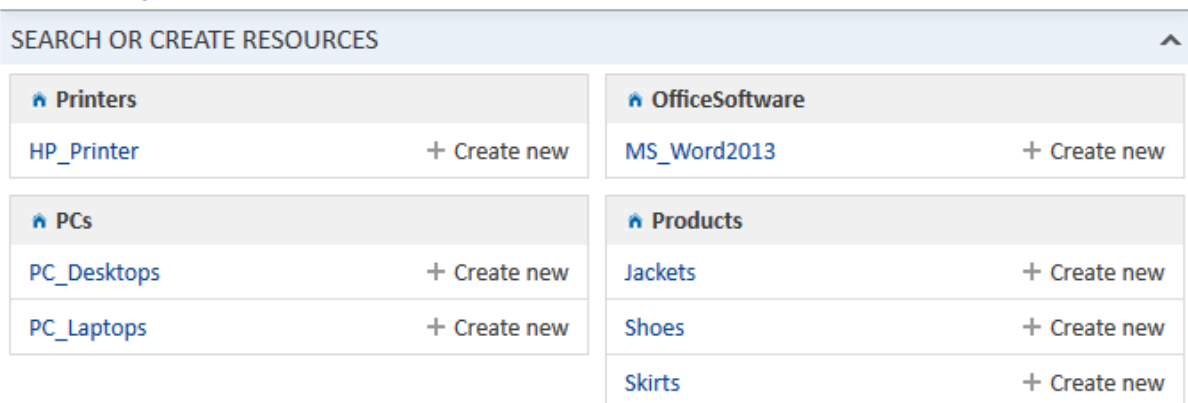 SEARCH OR CREATE RESOURCES
Printers
HP_Printer + Create new
PCs
PC_Desktops + Create new
PC_Laptops + Create new
OfficeSoftware
MS_Word2013 + Create new
Products
Jackets + Create new
Shoes + Create new
Skirts + Create new